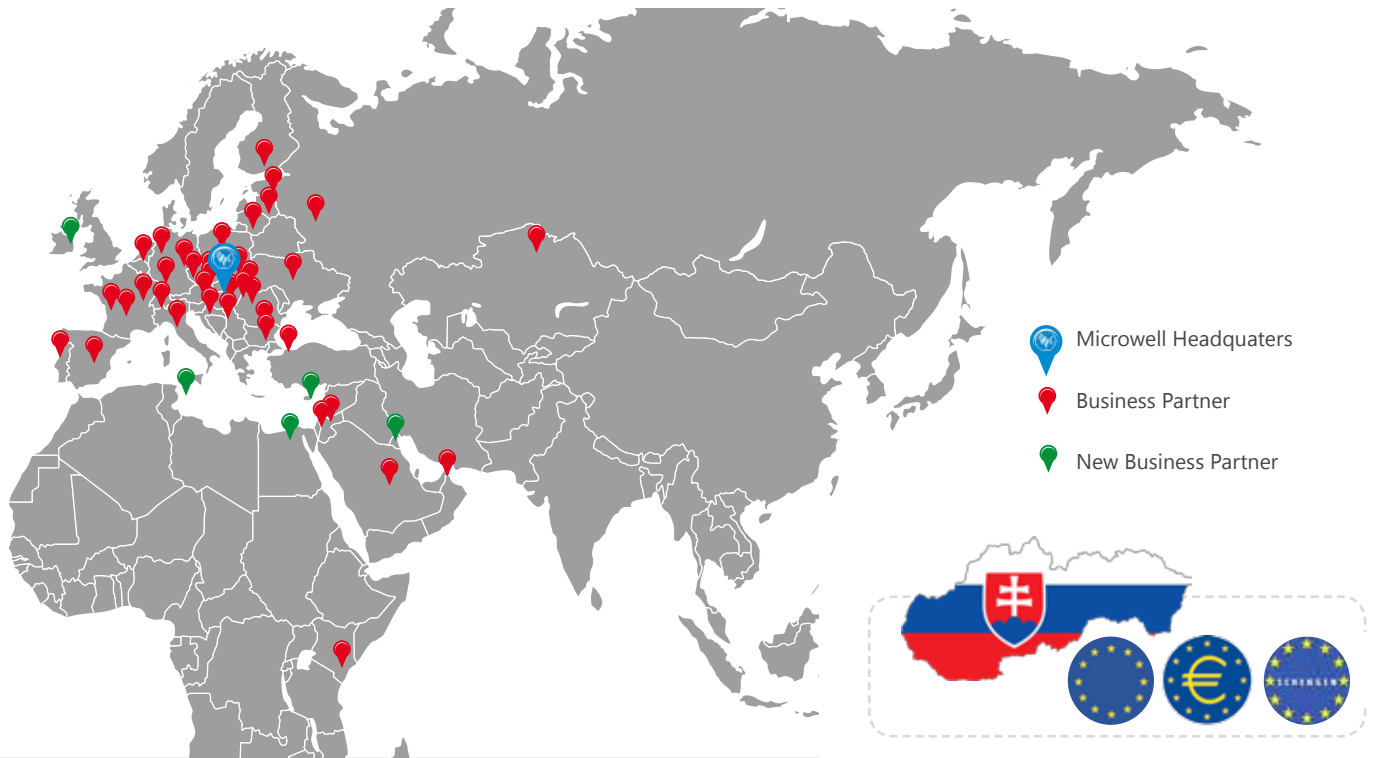 Microwell Headquaters
Business Partner
New Business Partner
€
SCHENGEN